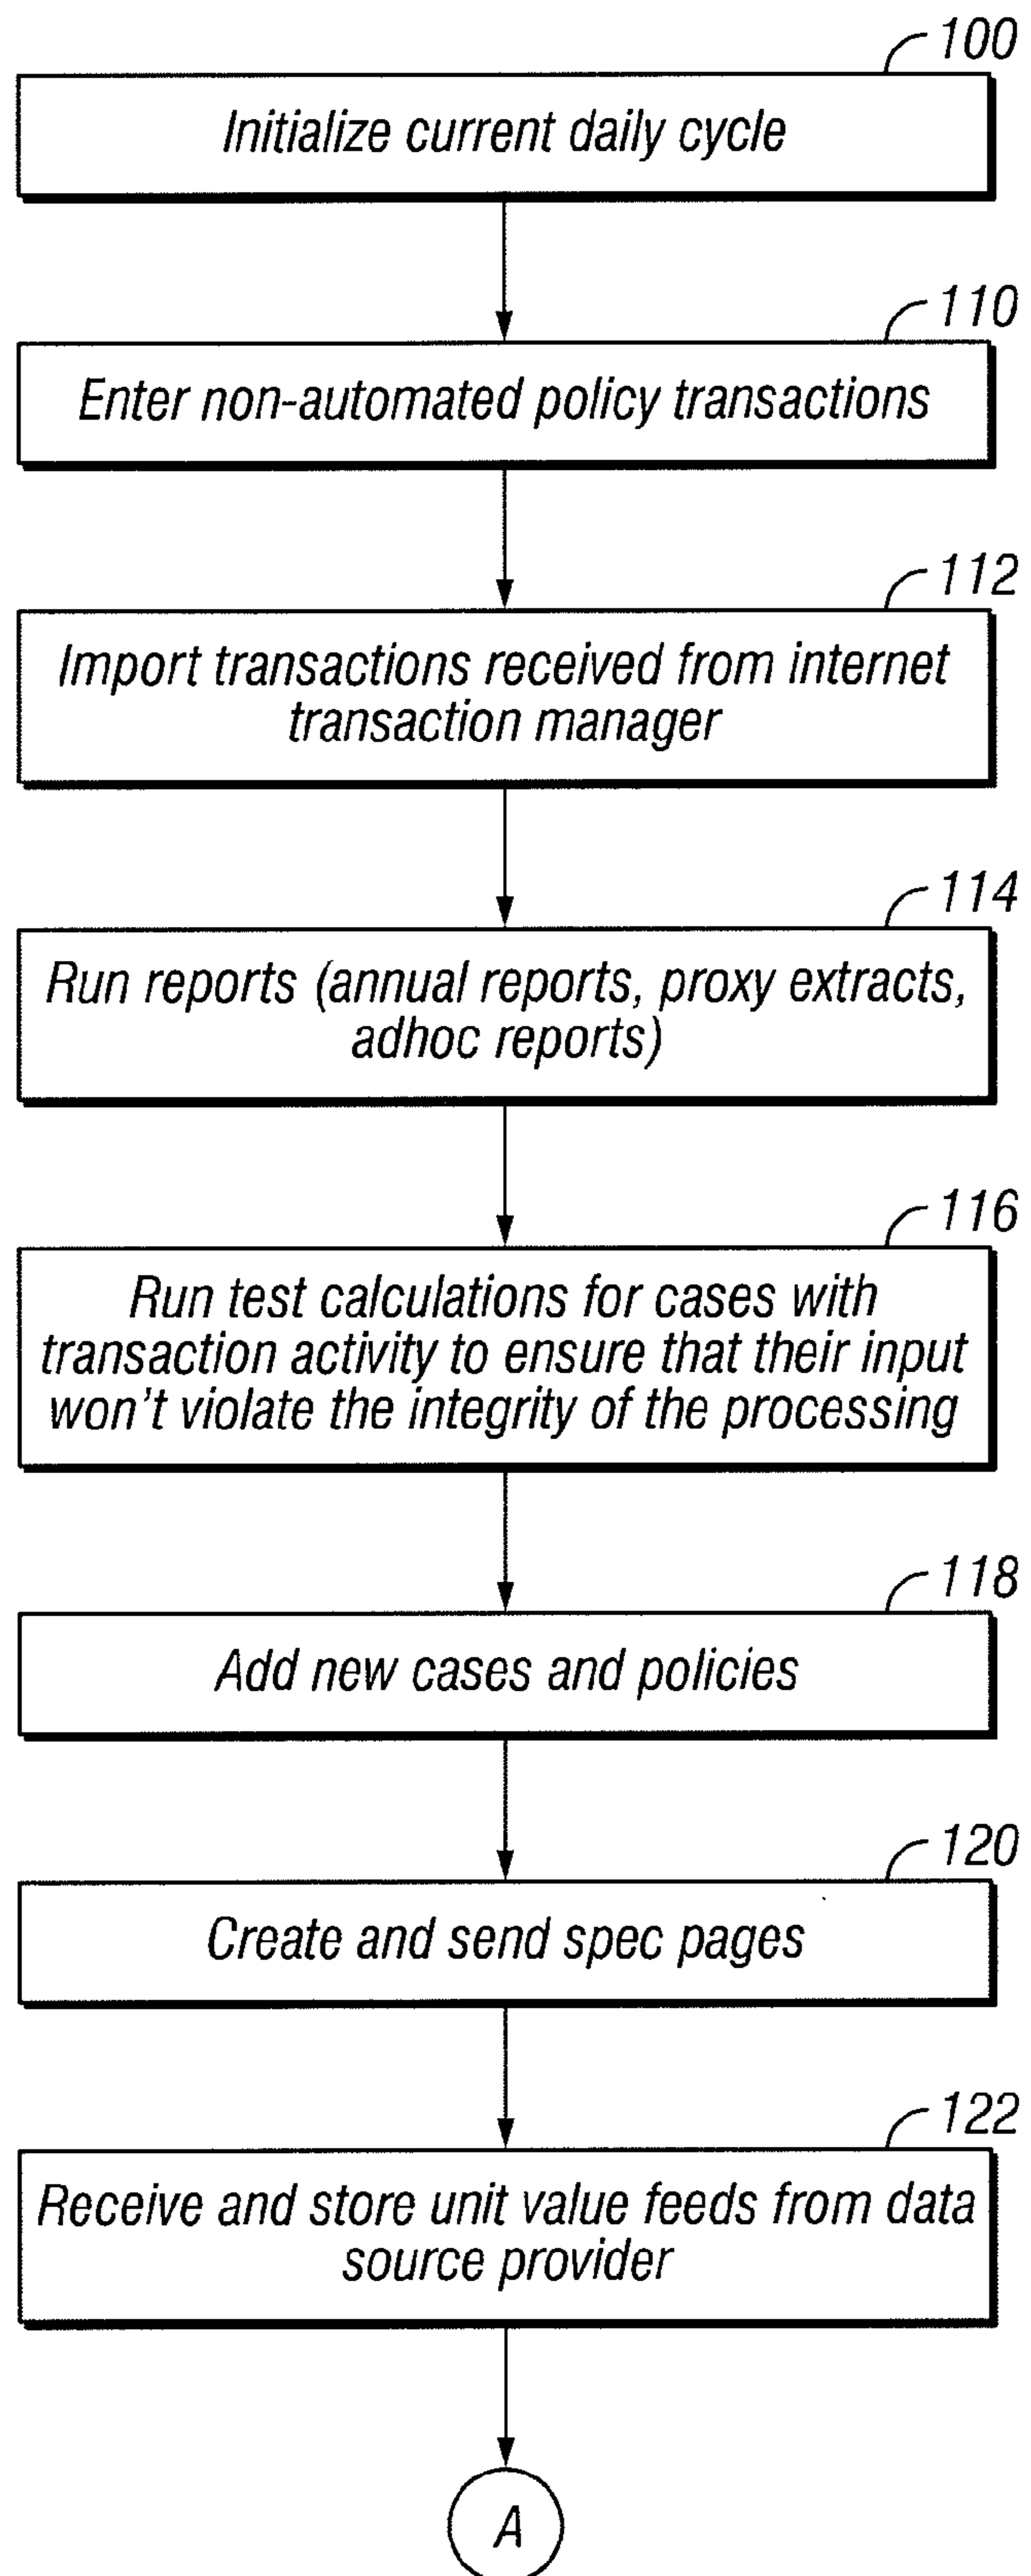 100
Initialize current daily cycle
110
Enter non-automated policy transactions
112
Import transactions received from internet
transaction manager
114
Run reports (annual reports, proxy extracts,
adhoc reports)
116
Run test calculations for cases with
transaction activity to ensure that their input
won't violate the integrity of the processing
118
Add new cases and policies
120
Create and send spec pages
122
Receive and store unit value feeds from data
source provider
A